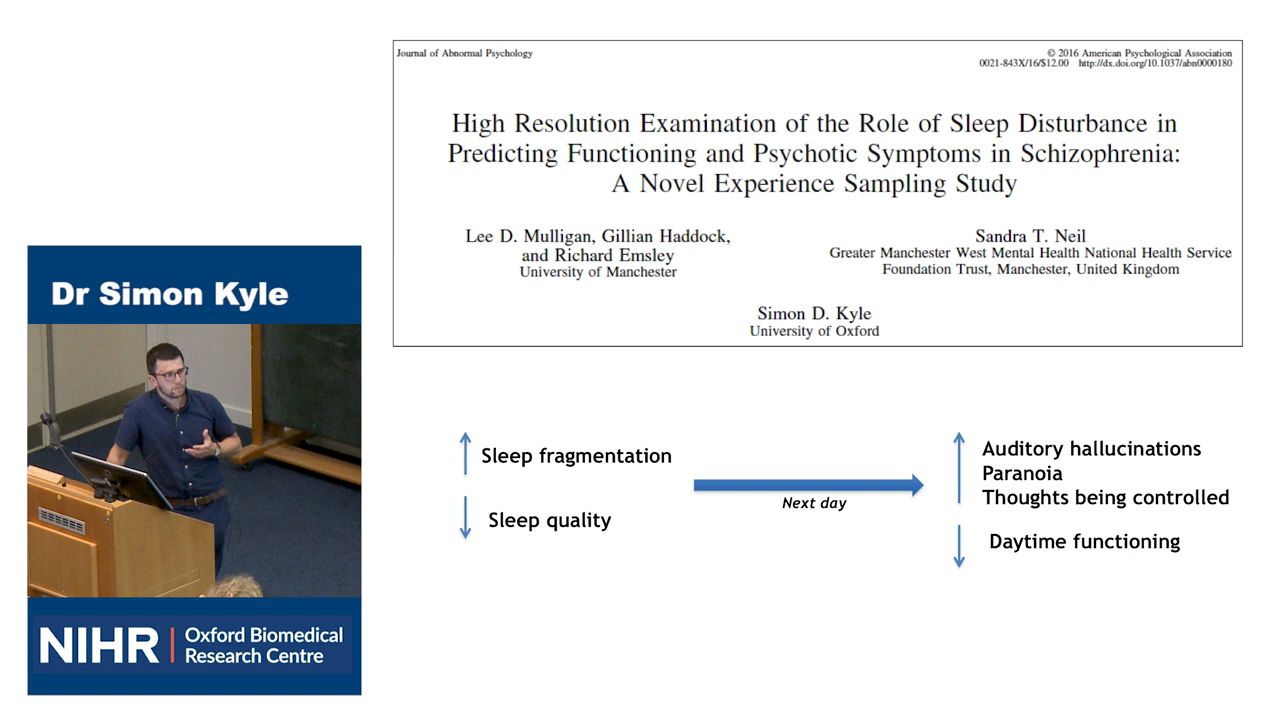 Journal of Abnormal Psychology
© 2016 American Psychological Association
0021-843X/16/$12.00 http://dx.doi.org/10.1037/abn0000180
High Resolution Examination of the Role of Sleep Disturbance in
Predicting Functioning and Psychotic Symptoms in Schizophrenia:
A Novel Experience Sampling Study
Lee D. Mulligan, Gillian Haddock,
and Richard Emsley
University of Manchester
Sandra T. Neil
Greater Manchester West Mental Health National Health Service
Foundation Trust, Manchester, United Kingdom
Simon D. Kyle
University of Oxford
Dr Simon Kyle
NIHR | Oxford Biomedical
Research Centre
Sleep fragmentation
Sleep quality
Next day
Auditory hallucinations
Paranoia
Thoughts being controlled
Daytime functioning